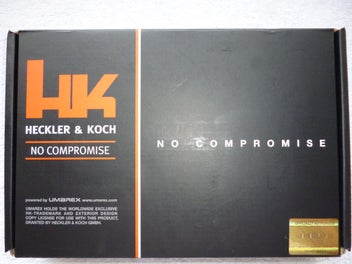 HK
HECKLER & KOCH
NO COMPROMISE
NO COMPROMISE
powered by UMAREX www.umarex.com
UMAREX HOLDS THE WORLDWIDE EXCLUSIVE
HK-TRADEMARK AND EXTERIOR DESIGN
COPY LICENSE FOR USE WITH THIS PRODUCT.
GRANTED BY HECKLER & KOCH GMBH.